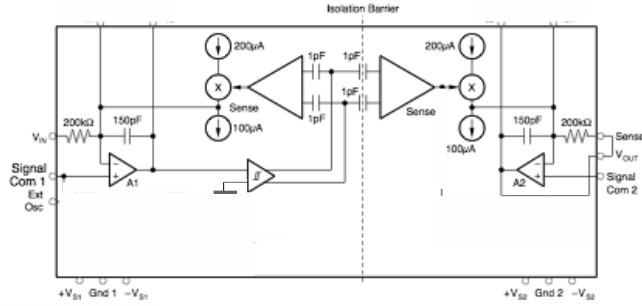 Isolation Barrier
200µA
1pF
1pF
200µA
X
Sense
1pF
1pF
Sense
X
200kΩ
150pF
100µA
150pF
200kΩ
Sense
100µA
V_IN
V_OUT
Signal
Com 1
A1
A2
Signal
Com 2
Ext
Osc
+V_S1
Gnd 1
−V_S1
+V_S2
Gnd 2
−V_S2